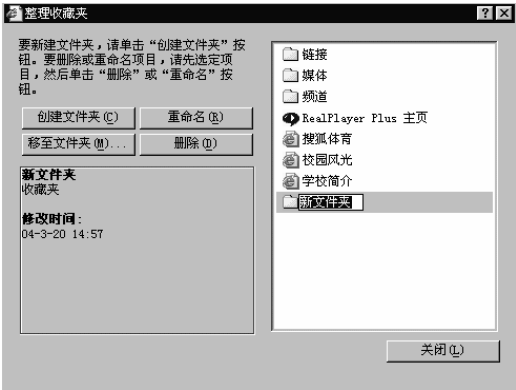 整理收藏夹
要新建文件夹，请单击“创建文件夹”按
钮。要删除或重命名项目，请先选定项
目，然后单击“删除”或“重命名”按
钮。
创建文件夹(C)
重命名(R)
移至文件夹(M)...
删除(D)
新文件夹
收藏夹
修改时间:
04-3-20 14:57
链接
媒体
频道
RealPlayer Plus 主页
搜狐体育
校园风光
学校简介
新文件夹
关闭(L)